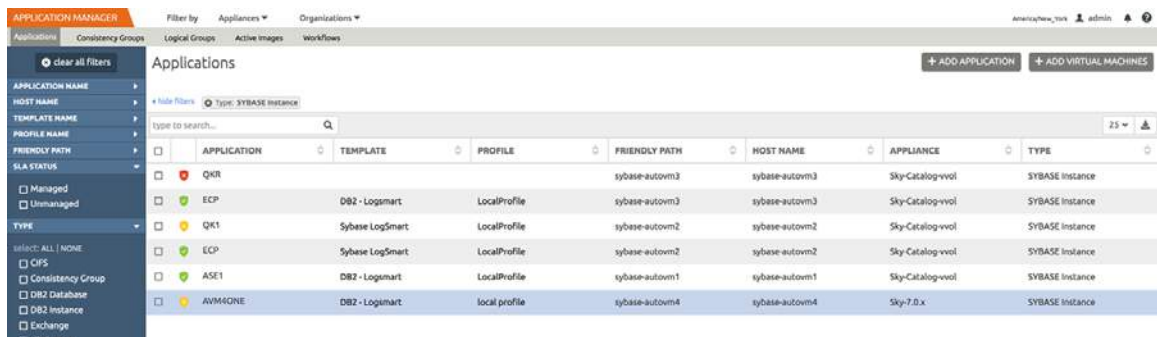 APPLICATION MANAGER Filter by Appliances Organizations America/New_York admin
Applications Consistency Groups Logical Groups Active Images Workflows
clear all filters
Applications
+ ADD APPLICATION
+ ADD VIRTUAL MACHINES
APPLICATION NAME
HOST NAME
TEMPLATE NAME
PROFILE NAME
FRIENDLY PATH
SLA STATUS
Managed
Unmanaged
TYPE
select: ALL | NONE
CIFS
Consistency Group
DB2 Database
DB2 Instance
Exchange
hide filters Type: SYBASE Instance
type to search... 25
APPLICATION TEMPLATE PROFILE FRIENDLY PATH HOST NAME APPLIANCE TYPE
QKR sybase-autovm3 sybase-autovm3 Sky-Catalog-vvol SYBASE Instance
ECP DB2 - Logsmart LocalProfile sybase-autovm3 sybase-autovm3 Sky-Catalog-vvol SYBASE Instance
QK1 Sybase LogSmart LocalProfile sybase-autovm2 sybase-autovm2 Sky-Catalog-vvol SYBASE Instance
ECP Sybase LogSmart LocalProfile sybase-autovm2 sybase-autovm2 Sky-Catalog-vvol SYBASE Instance
ASE1 DB2 - Logsmart LocalProfile sybase-autovm1 sybase-autovm1 Sky-Catalog-vvol SYBASE Instance
AVM4ONE DB2 - Logsmart local profile sybase-autovm4 sybase-autovm4 Sky-7.0.x SYBASE Instance